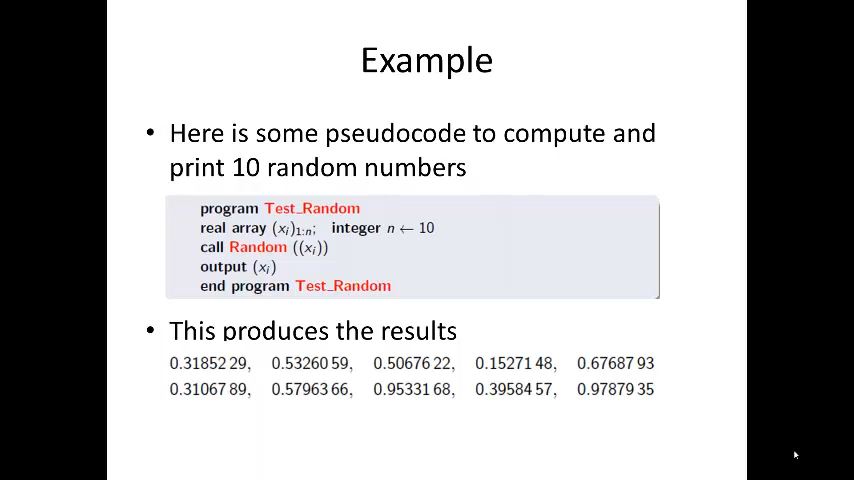 Example
• Here is some pseudocode to compute and
print 10 random numbers
program Test_Random
real array (xᵢ)₁:ₙ; integer n ← 10
call Random ((xᵢ))
output (xᵢ)
end program Test_Random
• This produces the results
0.31852 29, 0.53260 59, 0.50676 22, 0.15271 48, 0.67687 93
0.31067 89, 0.57963 66, 0.95331 68, 0.39584 57, 0.97879 35